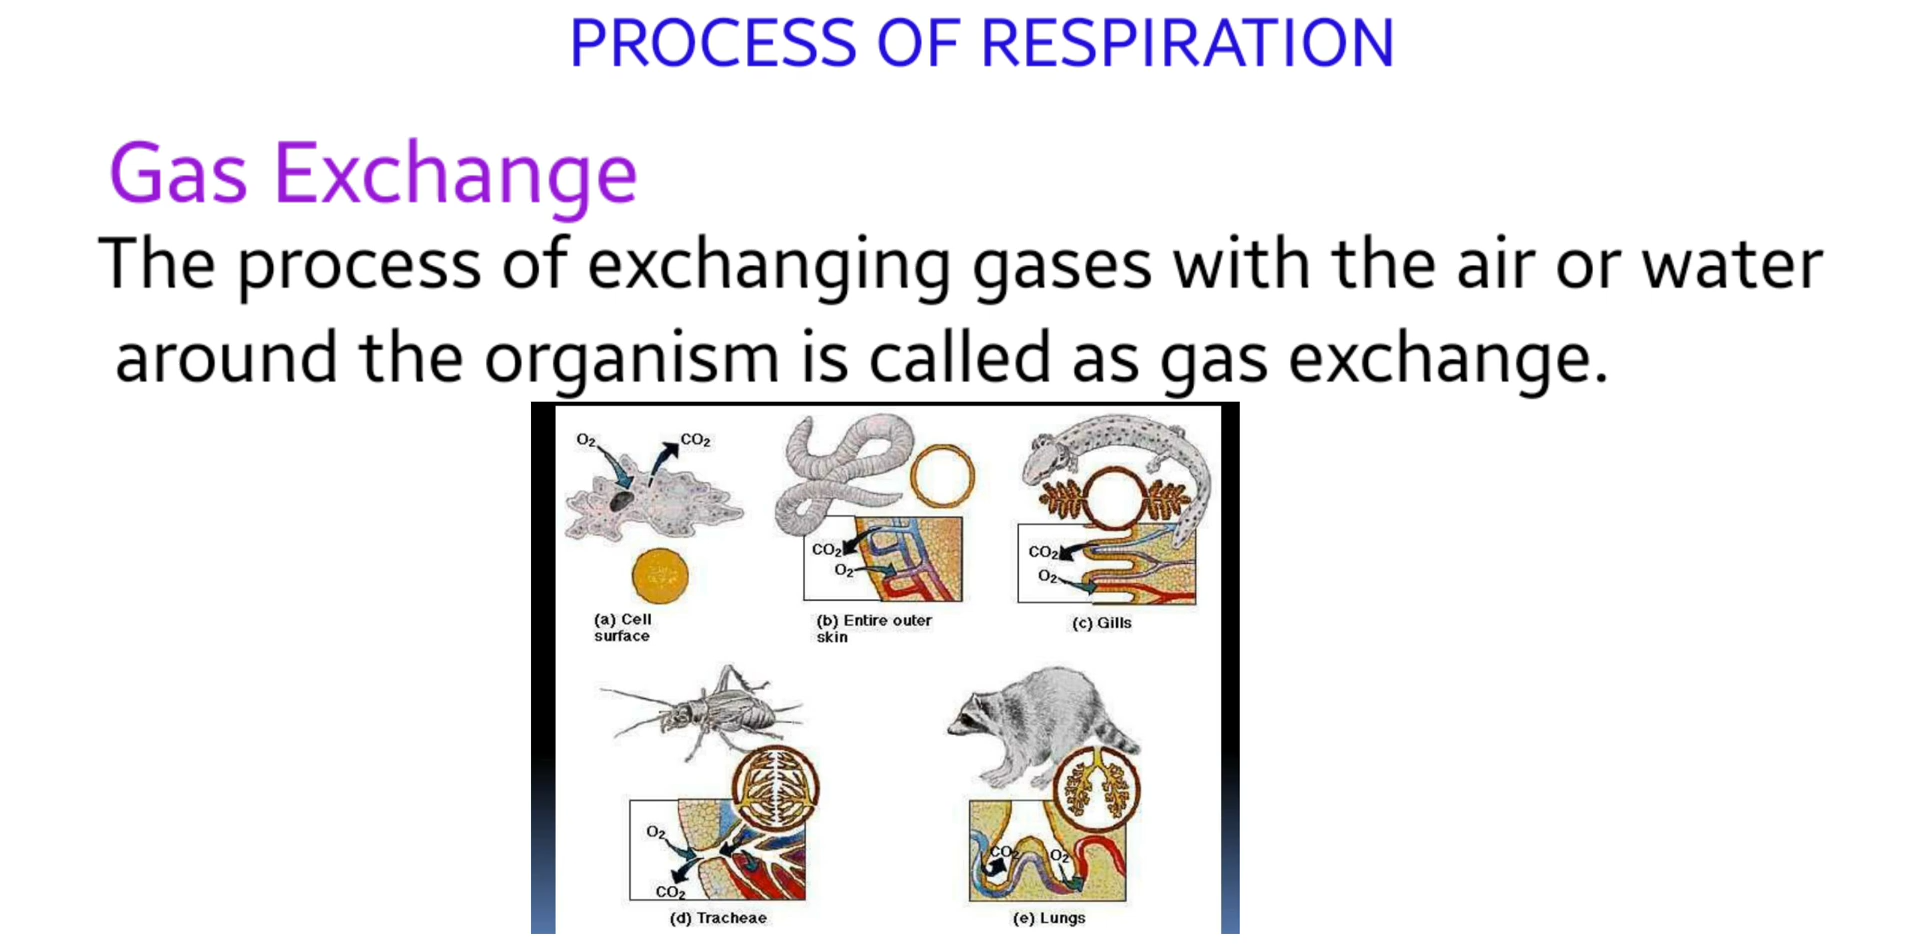 PROCESS OF RESPIRATION
Gas Exchange
The process of exchanging gases with the air or water
around the organism is called as gas exchange.
O2
CO2
(a) Cell
surface
CO2
O2
(b) Entire outer
skin
CO2
O2
(c) Gills
O2
CO2
(d) Tracheae
CO2
O2
(e) Lungs